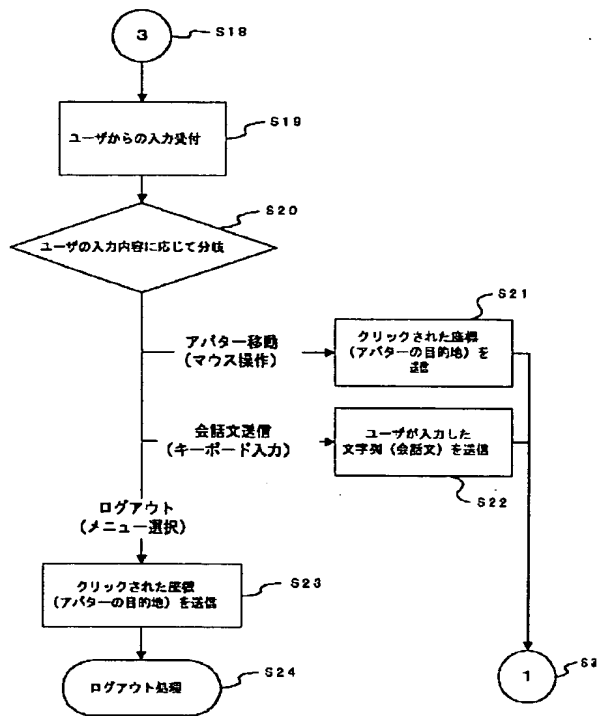 3
S18
ユーザからの入力受付
S19
ユーザの入力内容に応じて分岐
S20
アバター移動
(マウス操作)
クリックされた座標
(アバターの目的地)を
送信
S21
会話文送信
(キーボード入力)
ユーザが入力した
文字列(会話文)を送信
S22
ログアウト
(メニュー選択)
クリックされた座標
(アバターの目的地)を送信
S23
ログアウト処理
S24
1
S3